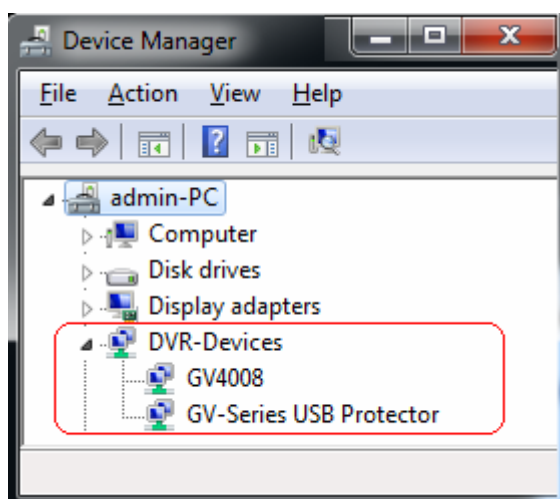 Device Manager
File Action View Help
admin-PC
Computer
Disk drives
Display adapters
DVR-Devices
GV4008
GV-Series USB Protector